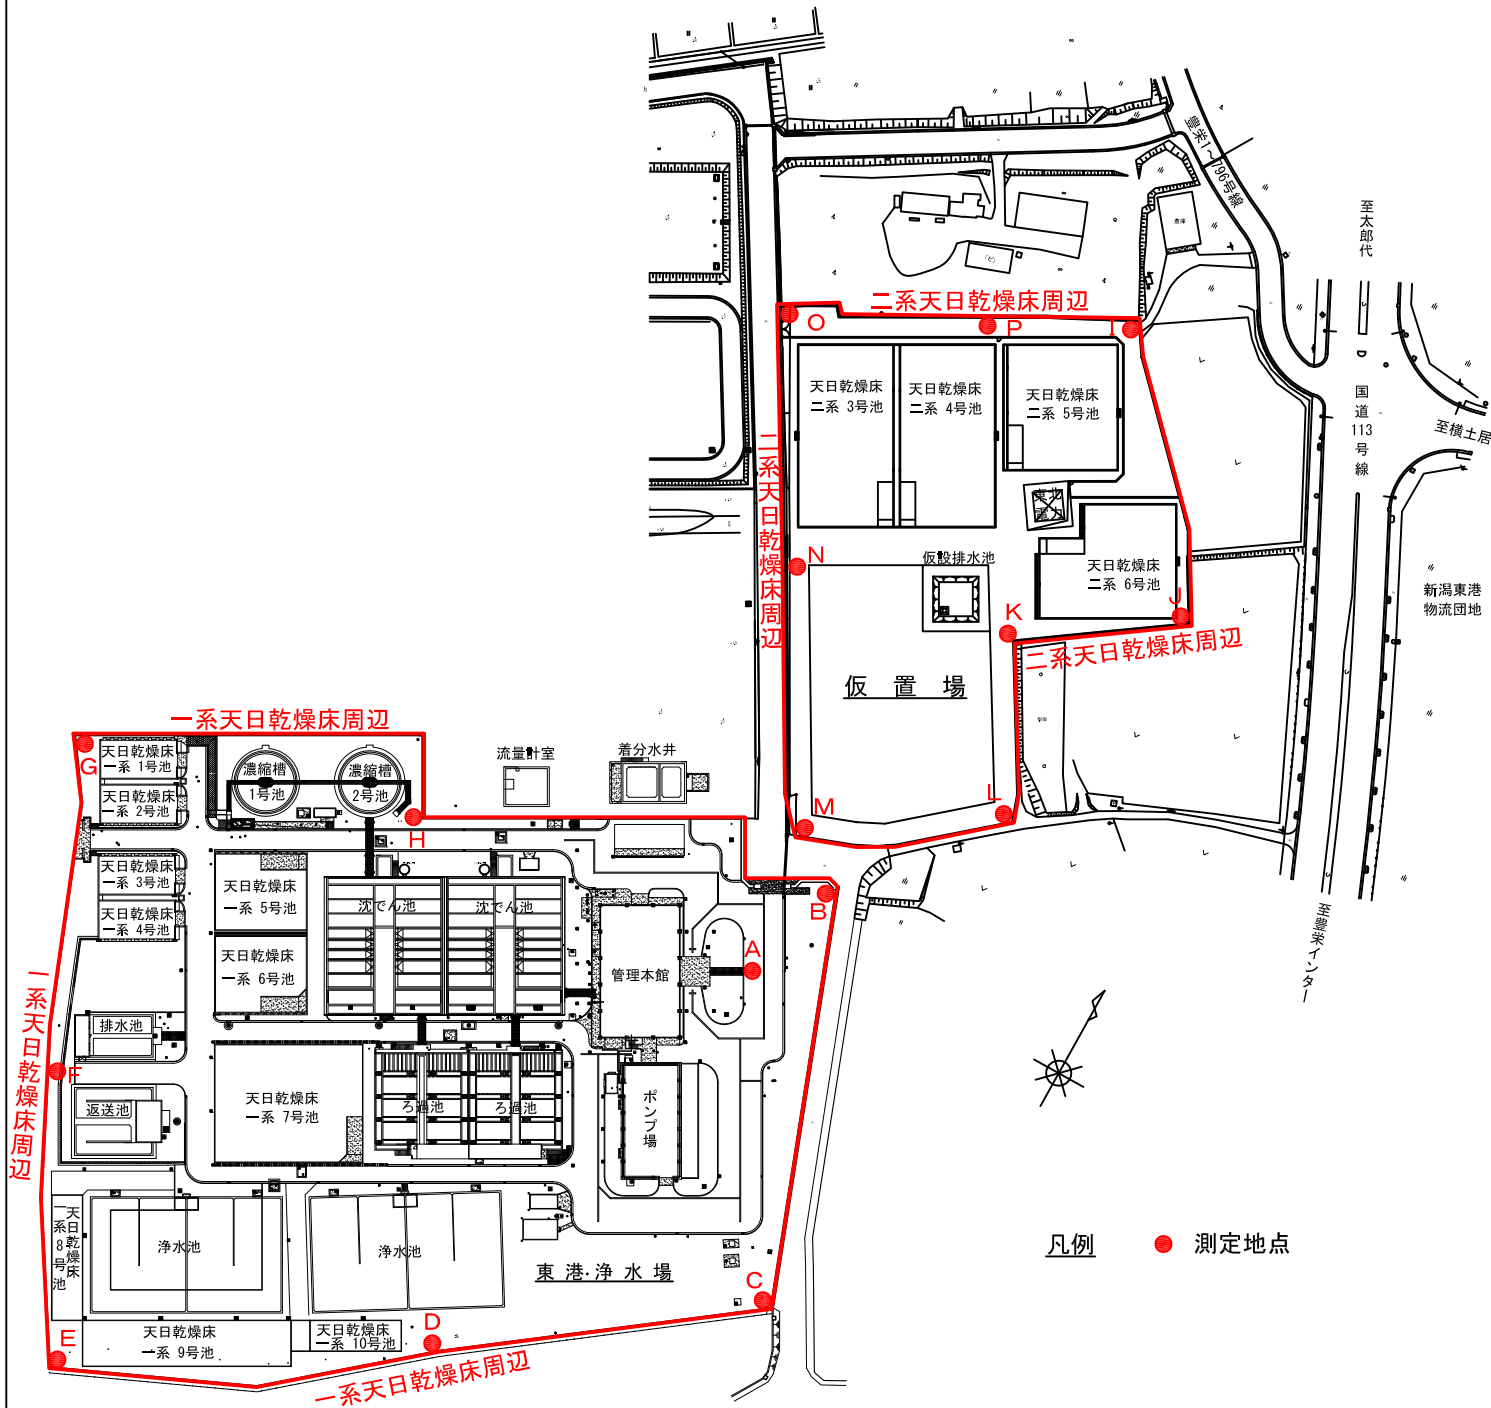 豊栄1～796号線
至太郎代
倉庫
二系天日乾燥床周辺
O
P
I
天日乾燥床
二系 3号池
天日乾燥床
二系 4号池
天日乾燥床
二系 5号池
国道113号線
至横土居
二系天日乾燥床周辺
東北
電力
N
仮設排水池
天日乾燥床
二系 6号池
J
新潟東港
物流団地
K
二系天日乾燥床周辺
仮置場
一系天日乾燥床周辺
G
天日乾燥床
一系 1号池
天日乾燥床
一系 2号池
濃縮槽
1号池
濃縮槽
2号池
流量計室
着分水井
H
M
L
天日乾燥床
一系 3号池
天日乾燥床
一系 4号池
天日乾燥床
一系 5号池
沈でん池
沈でん池
B
A
天日乾燥床
一系 6号池
管理本館
至豊栄インター
一系天日乾燥床周辺
排水池
F
返送池
天日乾燥床
一系 7号池
ろ過池
ろ過池
ポンプ場
天日乾燥床
一系8号池
浄水池
浄水池
東港浄水場
凡例
測定地点
C
D
E
天日乾燥床
一系 9号池
天日乾燥床
一系 10号池
一系天日乾燥床周辺